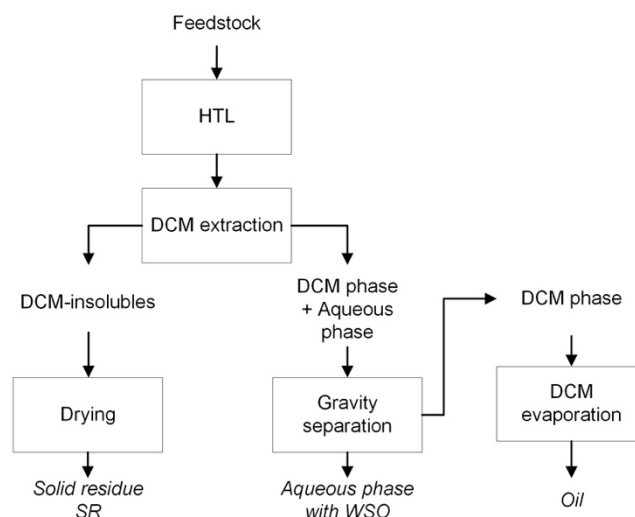 Feedstock
HTL
DCM extraction
DCM-insolubles
DCM phase
+ Aqueous
phase
DCM phase
Drying
Gravity
separation
DCM
evaporation
Solid residue
SR
Aqueous phase
with WSO
Oil